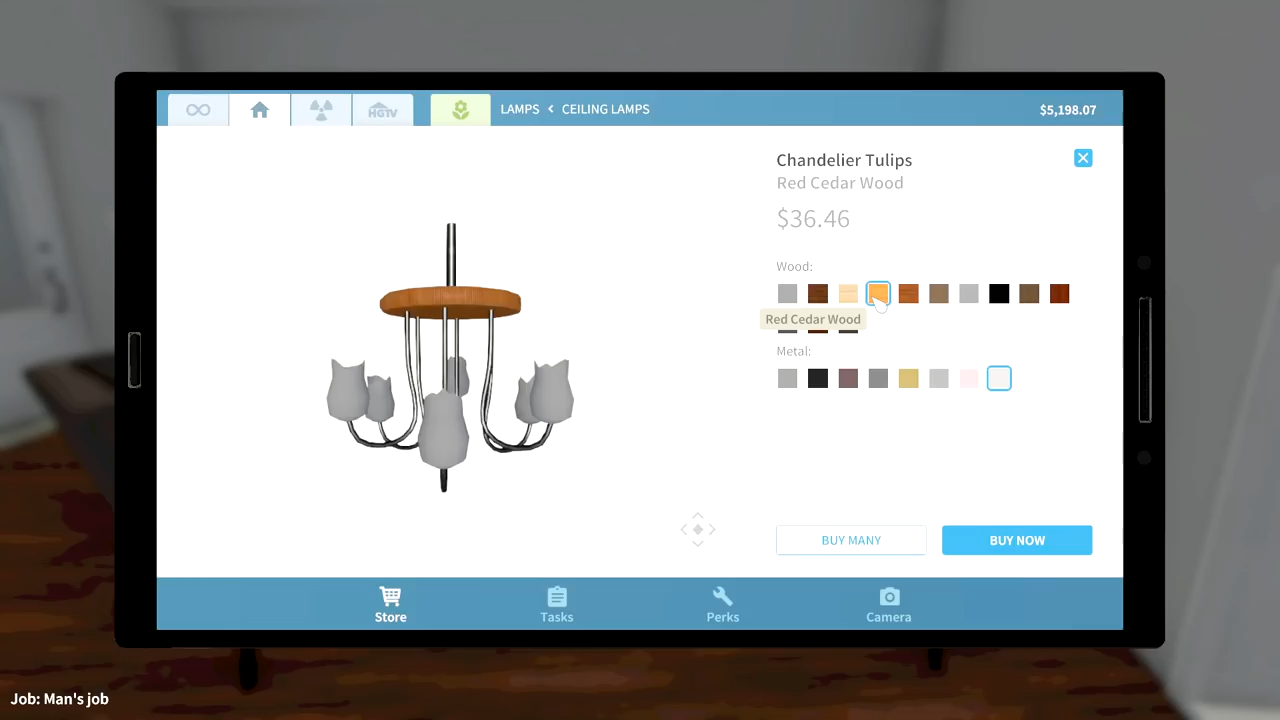 HGTV
LAMPS < CEILING LAMPS
$5,198.07
Chandelier Tulips
Red Cedar Wood
$36.46
Wood:
Red Cedar Wood
Metal:
BUY MANY
BUY NOW
Store
Tasks
Perks
Camera
Job: Man's job